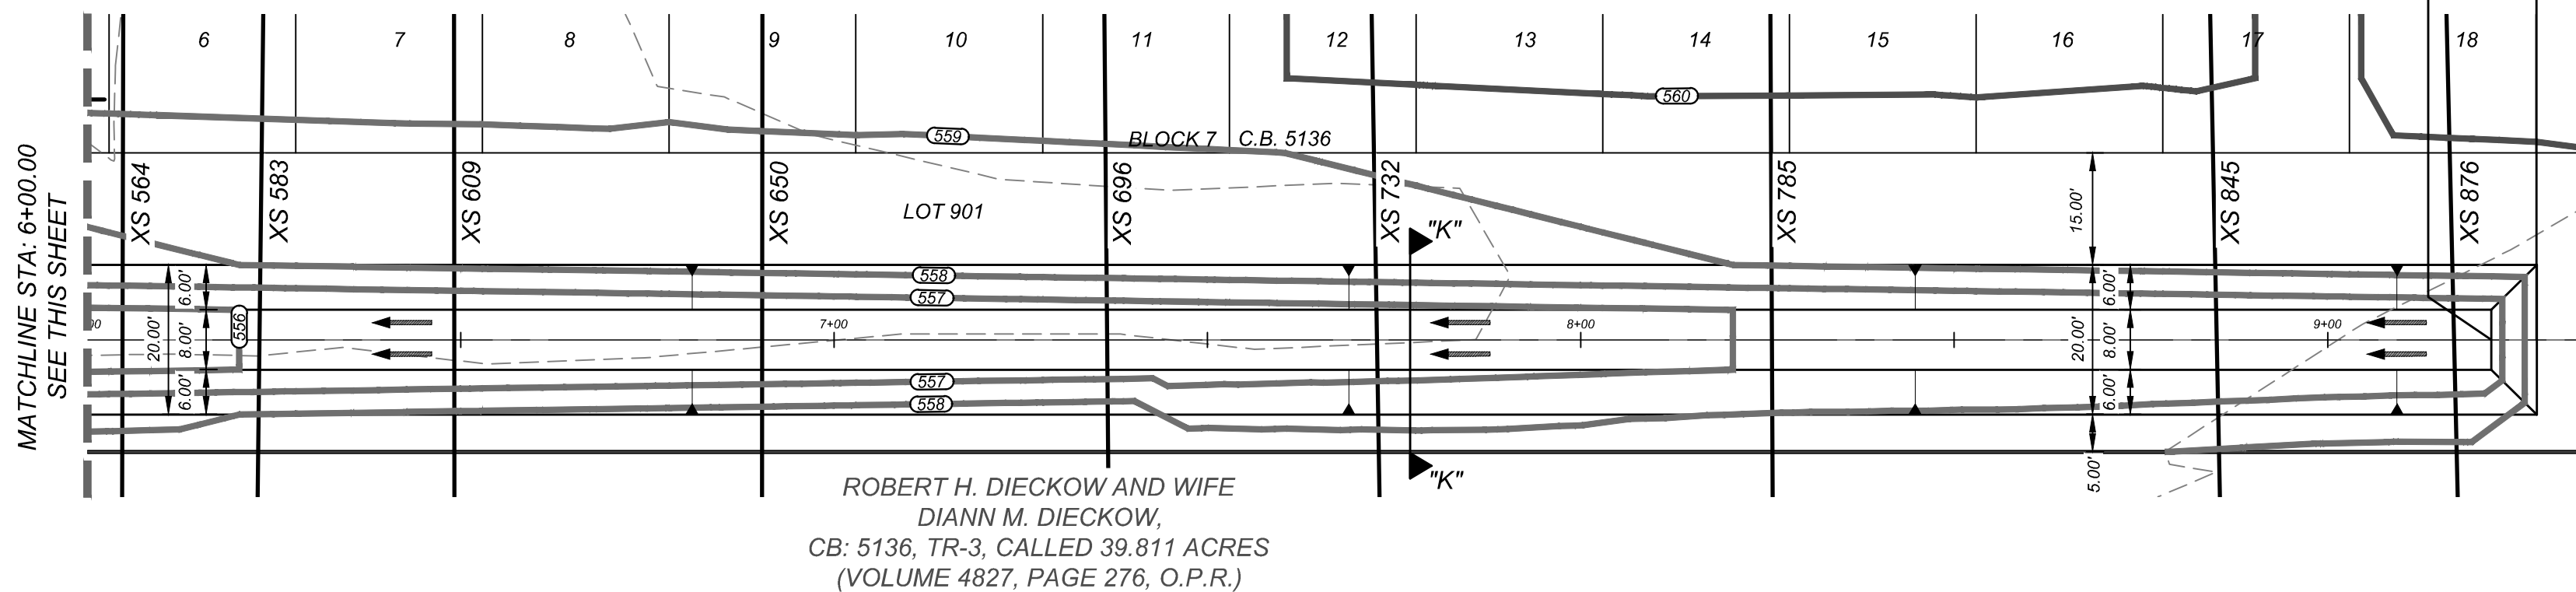 6 7 8 9 10 11 12 13 14 15 16 17 18
560
559
BLOCK 7 C.B. 5136
MATCHLINE STA: 6+00.00
SEE THIS SHEET
XS 564
XS 583
XS 609
XS 650
XS 696
XS 732
XS 785
XS 845
XS 876
LOT 901
15.00'
"K"
558
557
556
6.00'
20.00'
8.00'
6.00'
00
7+00
8+00
9+00
6.00'
20.00'
8.00'
6.00'
557
558
5.00'
"K"
ROBERT H. DIECKOW AND WIFE
DIANN M. DIECKOW,
CB: 5136, TR-3, CALLED 39.811 ACRES
(VOLUME 4827, PAGE 276, O.P.R.)